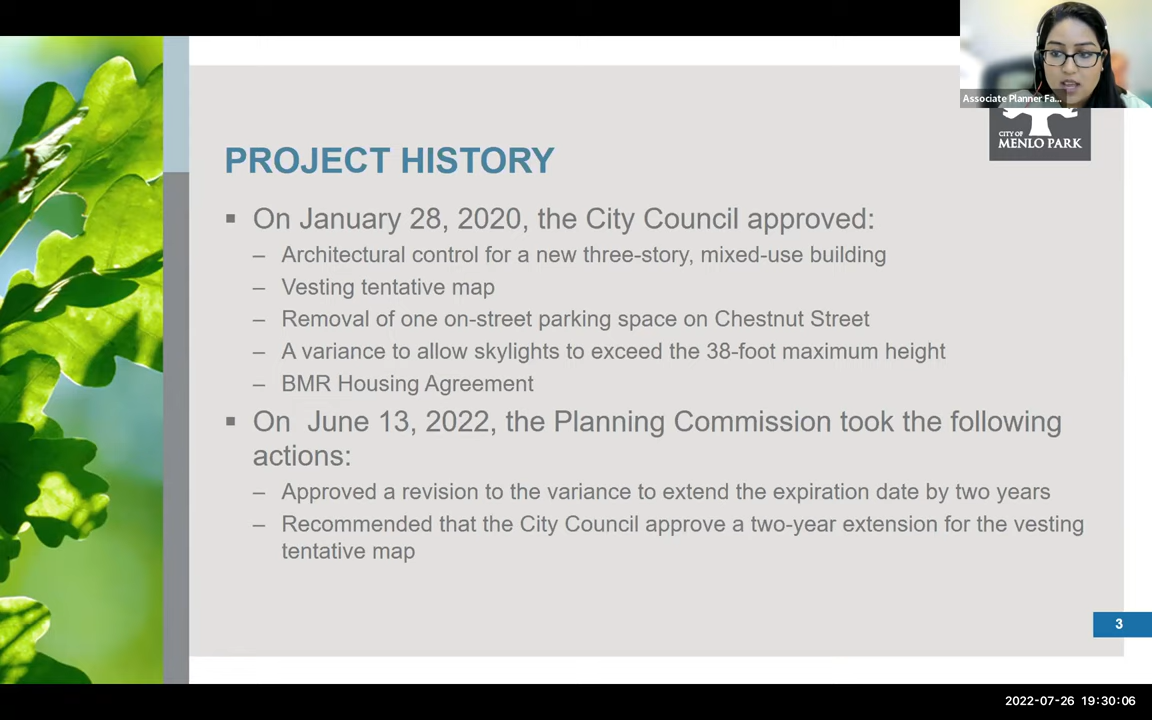 Associate Planner Fa...
CITY OF
MENLO PARK
PROJECT HISTORY
▪ On January 28, 2020, the City Council approved:
– Architectural control for a new three-story, mixed-use building
– Vesting tentative map
– Removal of one on-street parking space on Chestnut Street
– A variance to allow skylights to exceed the 38-foot maximum height
– BMR Housing Agreement
▪ On June 13, 2022, the Planning Commission took the following
actions:
– Approved a revision to the variance to extend the expiration date by two years
– Recommended that the City Council approve a two-year extension for the vesting
tentative map
3
2022-07-26 19:30:06